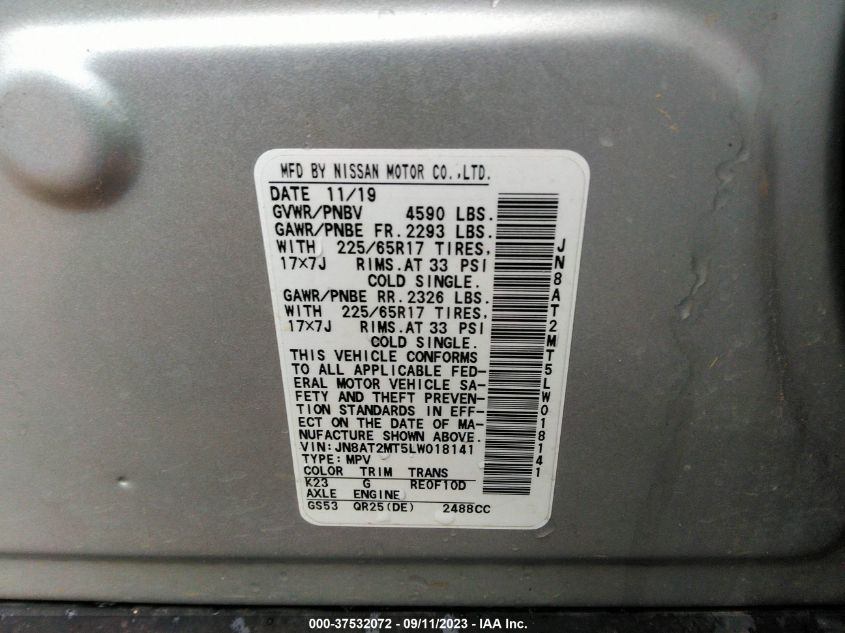 MFD BY NISSAN MOTOR CO.,LTD.
DATE 11/19
GVWR/PNBV 4590 LBS.
GAWR/PNBE FR. 2293 LBS.
WITH 225/65R17 TIRES,
17×7J RIMS.AT 33 PSI
COLD SINGLE.
GAWR/PNBE RR. 2326 LBS.
WITH 225/65R17 TIRES,
17×7J RIMS.AT 33 PSI
COLD SINGLE.
THIS VEHICLE CONFORMS
TO ALL APPLICABLE FED-
ERAL MOTOR VEHICLE SA-
FETY AND THEFT PREVEN-
TION STANDARDS IN EFF-
ECT ON THE DATE OF MA-
NUFACTURE SHOWN ABOVE.
VIN:JN8AT2MT5LW018141
TYPE:MPV
COLOR TRIM TRANS
K23 G RE0F10D
AXLE ENGINE
GS53 QR25(DE) 2488CC
JN8AT2MT5LW018141
000-37532072 - 09/11/2023 - IAA Inc.